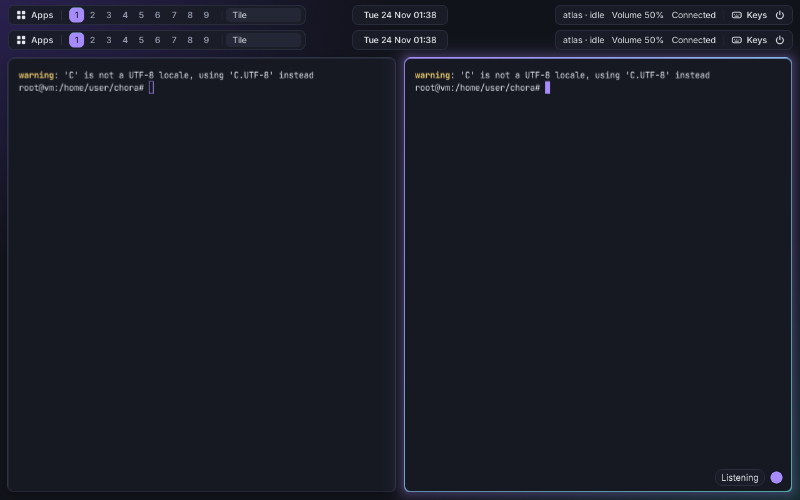 Apps 1 2 3 4 5 6 7 8 9 Tile Tue 24 Nov 01:38 atlas · idle Volume 50% Connected Keys
Apps 1 2 3 4 5 6 7 8 9 Tile Tue 24 Nov 01:38 atlas · idle Volume 50% Connected Keys
warning: 'C' is not a UTF-8 locale, using 'C.UTF-8' instead
root@vm:/home/user/chora#
warning: 'C' is not a UTF-8 locale, using 'C.UTF-8' instead
root@vm:/home/user/chora#
Listening